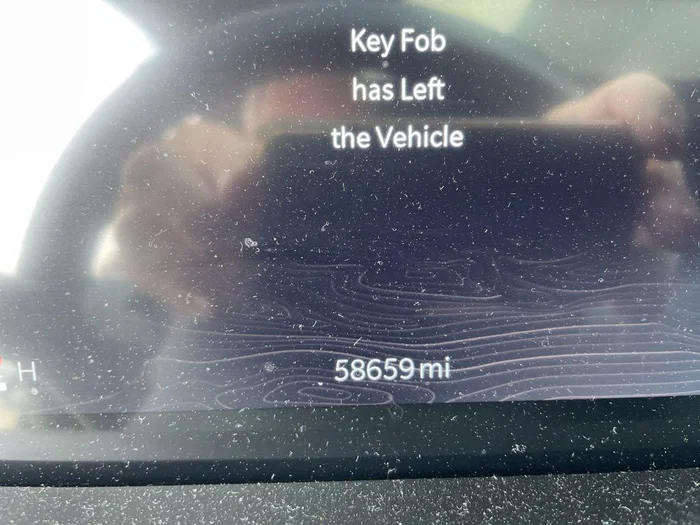 Key Fob
has Left
the Vehicle
58659 mi
H